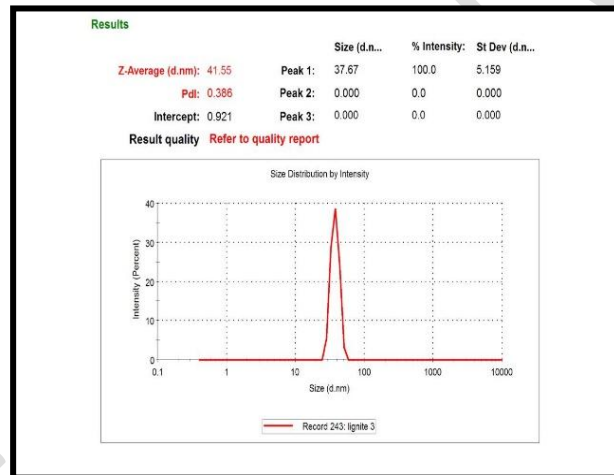 Results
Size (d.n... % Intensity: St Dev (d.n...
Z-Average (d.nm): 41.55 Peak 1: 37.67 100.0 5.159
PdI: 0.386 Peak 2: 0.000 0.0 0.000
Intercept: 0.921 Peak 3: 0.000 0.0 0.000
Result quality Refer to quality report
Size Distribution by Intensity
Intensity (Percent)
40
30
20
10
0
0.1 1 10 100 1000 10000
Size (d.nm)
Record 243: lignite 3